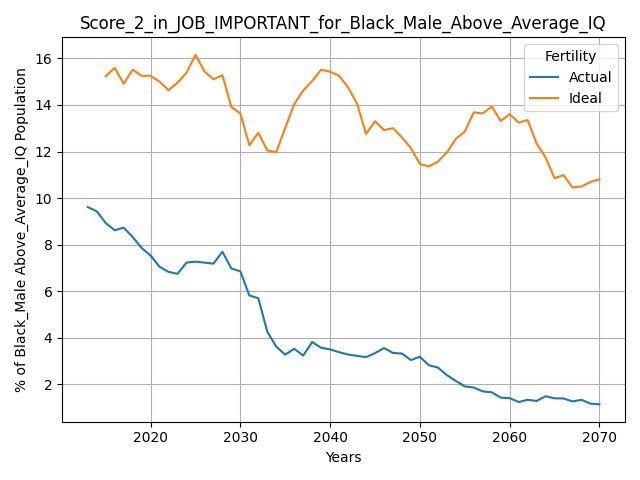 Score_2_in_JOB_IMPORTANT_for_Black_Male_Above_Average_IQ
Fertility
Actual
Ideal
% of Black_Male Above_Average_IQ Population
16
14
12
10
8
6
4
2
2020 2030 2040 2050 2060 2070
Years